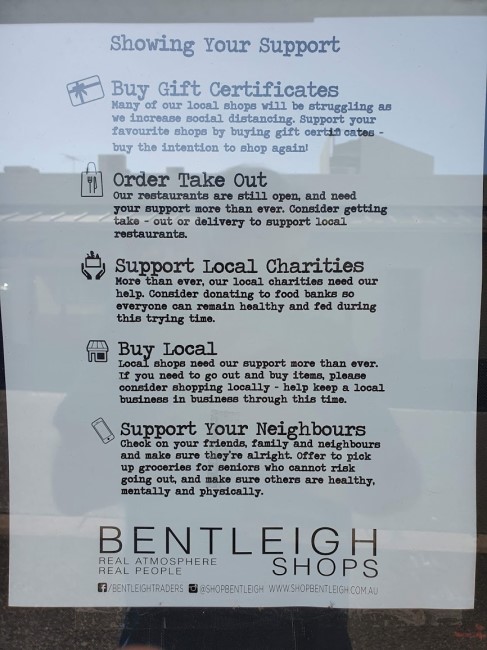 Showing Your Support
Buy Gift Certificates
Many of our local shops will be struggling as
we increase social distancing. Support your
favourite shops by buying gift certificates -
buy the intention to shop again!
Order Take Out
Our restaurants are still open, and need
your support more than ever. Consider getting
take - out or delivery to support local
restaurants.
Support Local Charities
More than ever, our local charities need our
help. Consider donating to food banks so
everyone can remain healthy and fed during
this trying time.
Buy Local
Local shops need our support more than ever.
If you need to go out and buy items, please
consider shopping locally - help keep a local
business in business through this time.
Support Your Neighbours
Check on your friends, family and neighbours
and make sure they're alright. Offer to pick
up groceries for seniors who cannot risk
going out, and make sure others are healthy,
mentally and physically.
BENTLEIGH
REAL ATMOSPHERE
REAL PEOPLE
SHOPS
/BENTLEIGHTRADERS @SHOPBENTLEIGH WWW.SHOPBENTLEIGH.COM.AU